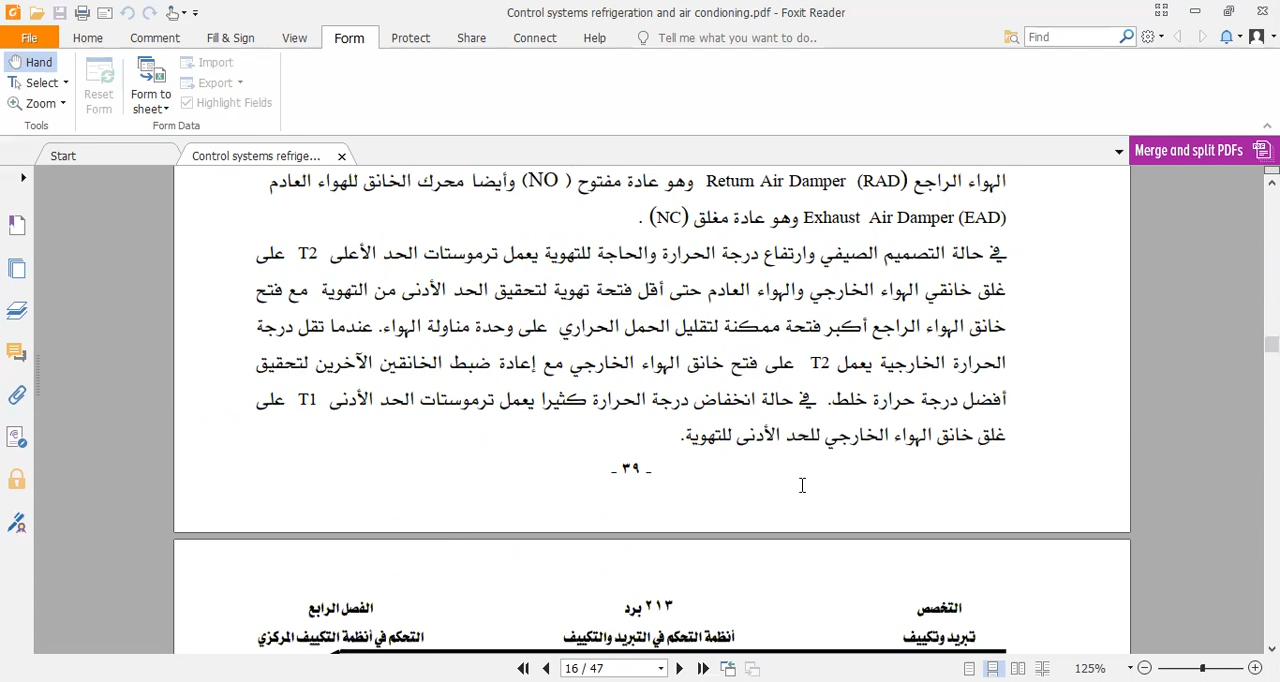 Control systems refrigeration and air condioning.pdf - Foxit Reader
File Home Comment Fill & Sign View Form Protect Share Connect Help Tell me what you want to do.. Find
Hand
Select
Zoom
Tools
Reset Form
Form to sheet
Import
Export
Highlight Fields
Form Data
Start
Control systems refrige...
Merge and split PDFs
الهواء الراجع Return Air Damper (RAD) وهو عادة مفتوح ( NO) وأيضا محرك الخانق للهواء العادم
Exhaust Air Damper (EAD) وهو عادة مغلق (NC) .
في حالة التصميم الصيفي وارتفاع درجة الحرارة والحاجة للتهوية يعمل ترموستات الحد الأعلى T2 على
غلق خانقي الهواء الخارجي والهواء العادم حتى أقل فتحة تهوية لتحقيق الحد الأدنى من التهوية مع فتح
خانق الهواء الراجع أكبر فتحة ممكنة لتقليل الحمل الحراري على وحدة مناولة الهواء. عندما تقل درجة
الحرارة الخارجية يعمل T2 على فتح خانق الهواء الخارجي مع إعادة ضبط الخانقين الآخرين لتحقيق
أفضل درجة حرارة خلط. في حالة انخفاض درجة الحرارة كثيرا يعمل ترموستات الحد الأدنى T1 على
غلق خانق الهواء الخارجي للحد الأدنى للتهوية.
- ٣٩ -
التخصص ٢١٣ برد الفصل الرابع
تبريد وتكييف أنظمة التحكم في التبريد والتكييف التحكم في أنظمة التكييف المركزي
16 / 47
125%